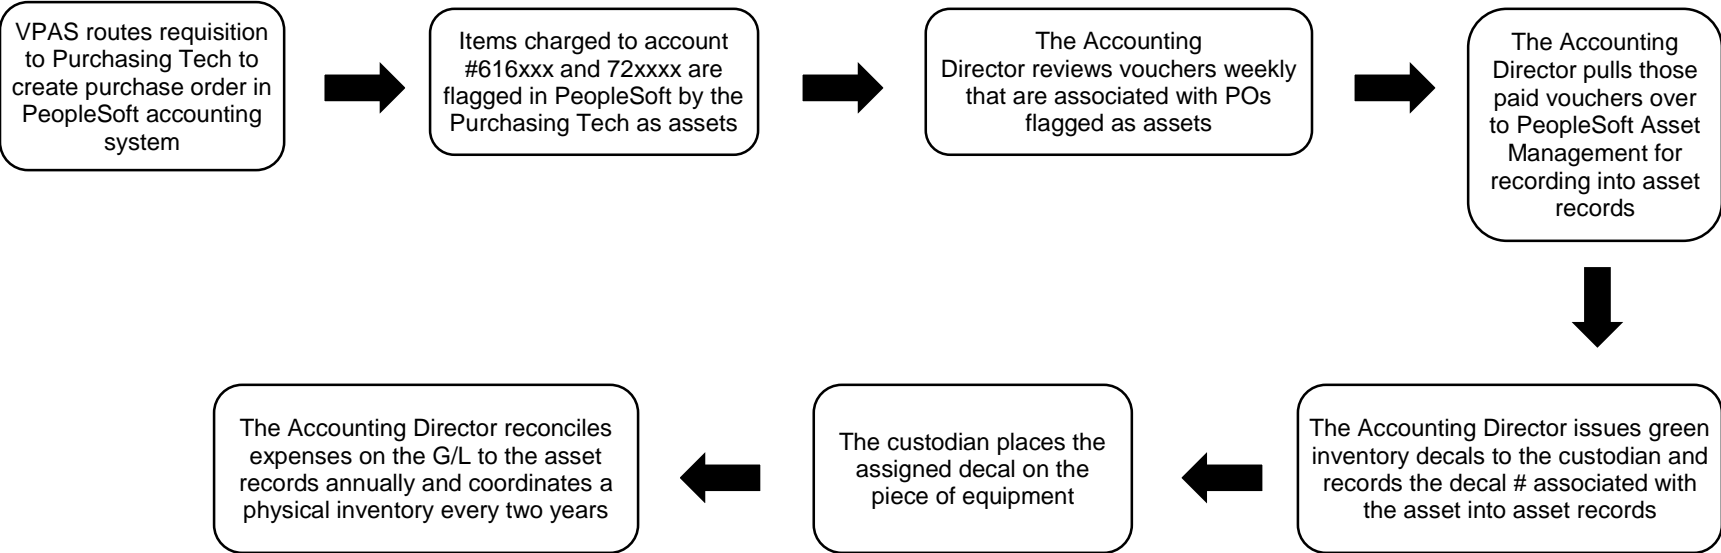 VPAS routes requisition
to Purchasing Tech to
create purchase order in
PeopleSoft accounting
system
Items charged to account
#616xxx and 72xxxx are
flagged in PeopleSoft by the
Purchasing Tech as assets
The Accounting
Director reviews vouchers weekly
that are associated with POs
flagged as assets
The Accounting
Director pulls those
paid vouchers over
to PeopleSoft Asset
Management for
recording into asset
records
The Accounting Director issues green
inventory decals to the custodian and
records the decal # associated with
the asset into asset records
The custodian places the
assigned decal on the
piece of equipment
The Accounting Director reconciles
expenses on the G/L to the asset
records annually and coordinates a
physical inventory every two years